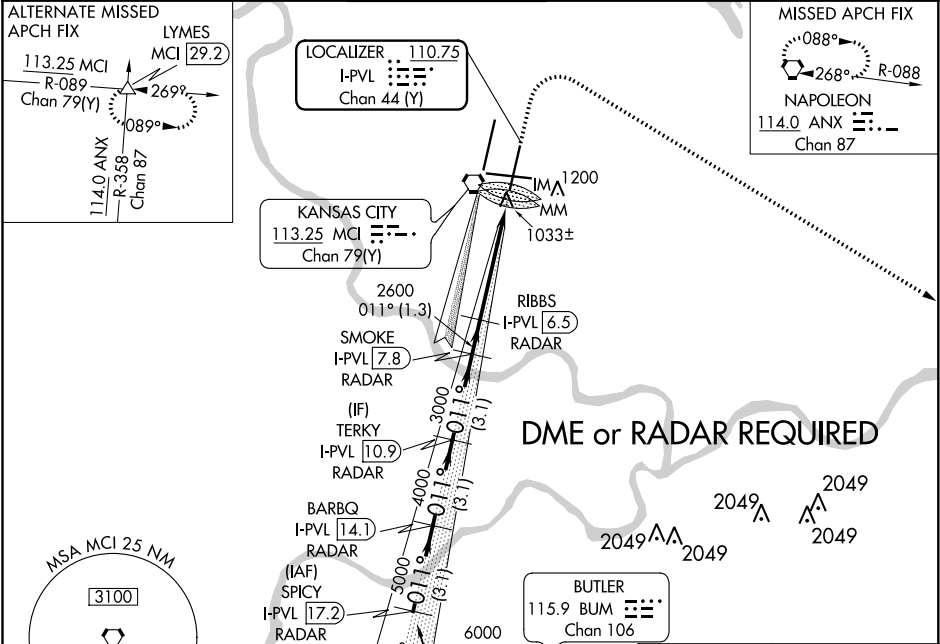 ALTERNATE MISSED
APCH FIX
LYMES
MCI 29.2
113.25 MCI
R-089
Chan 79(Y)
269°
089°
114.0 ANX
R-358
Chan 87
LOCALIZER 110.75
I-PVL
Chan 44 (Y)
MISSED APCH FIX
088°
268°
R-088
NAPOLEON
114.0 ANX
Chan 87
IM
1200
MM
1033±
KANSAS CITY
113.25 MCI
Chan 79(Y)
2600
011° (1.3)
RIBBS
I-PVL 6.5
RADAR
SMOKE
I-PVL 7.8
RADAR
3000
011°
(3.1)
(IF)
TERKY
I-PVL 10.9
RADAR
DME or RADAR REQUIRED
4000
011°
(3.1)
BARBQ
I-PVL 14.1
RADAR
2049
2049
2049
2049
2049
5000
011°
(3.1)
(IAF)
SPICY
I-PVL 17.2
RADAR
MSA MCI 25 NM
3100
6000
BUTLER
115.9 BUM
Chan 106